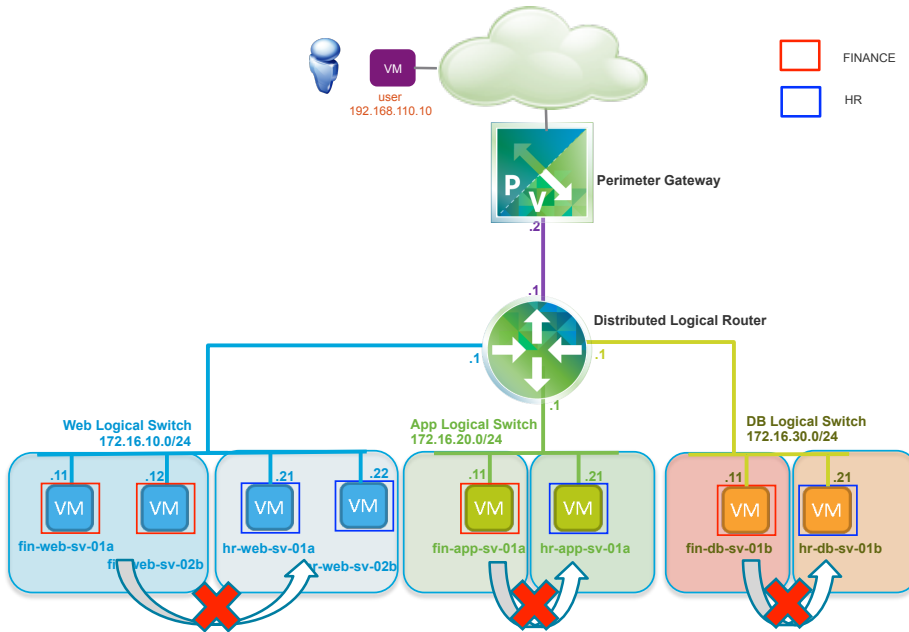 FINANCE
HR
VM
user
192.168.110.10
P
V
Perimeter Gateway
.2
.1
Distributed Logical Router
.1
.1
.1
Web Logical Switch
172.16.10.0/24
App Logical Switch
172.16.20.0/24
DB Logical Switch
172.16.30.0/24
.11
.12
.21
.22
.11
.21
.11
.21
VM
VM
VM
VM
VM
VM
VM
VM
fin-web-sv-01a
hr-web-sv-01a
fin-app-sv-01a
hr-app-sv-01a
fin-db-sv-01b
hr-db-sv-01b
web-sv-02b
r-web-sv-02b